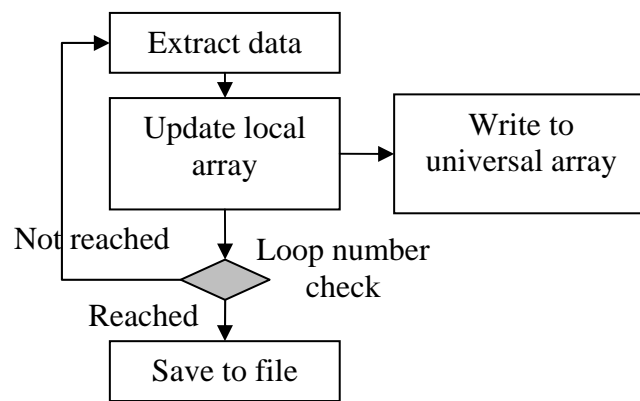 Extract data
Update local
array
Write to
universal array
Not reached
Loop number
check
Reached
Save to file